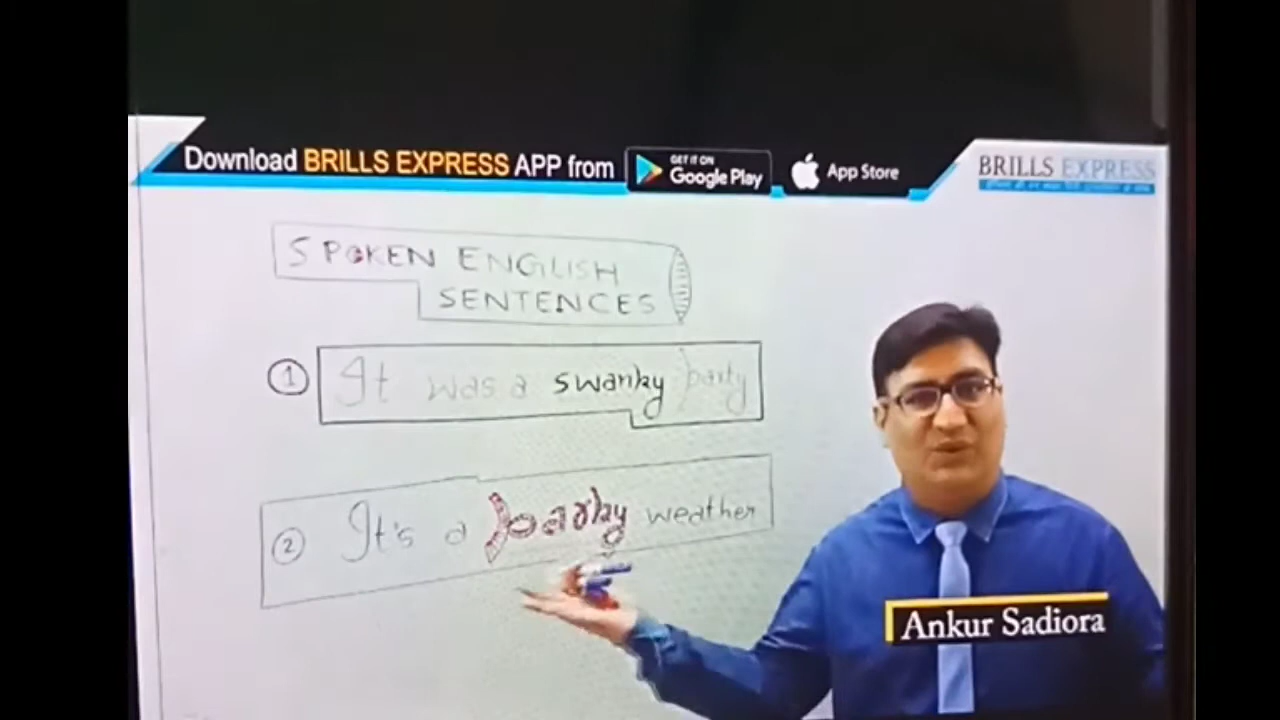 Download BRILLS EXPRESS APP from
GET IT ON
Google Play
App Store
BRILLS EXPRESS
SPOKEN ENGLISH
SENTENCES
1 It was a swanky party
2 It's a parky weather
Ankur Sadiora